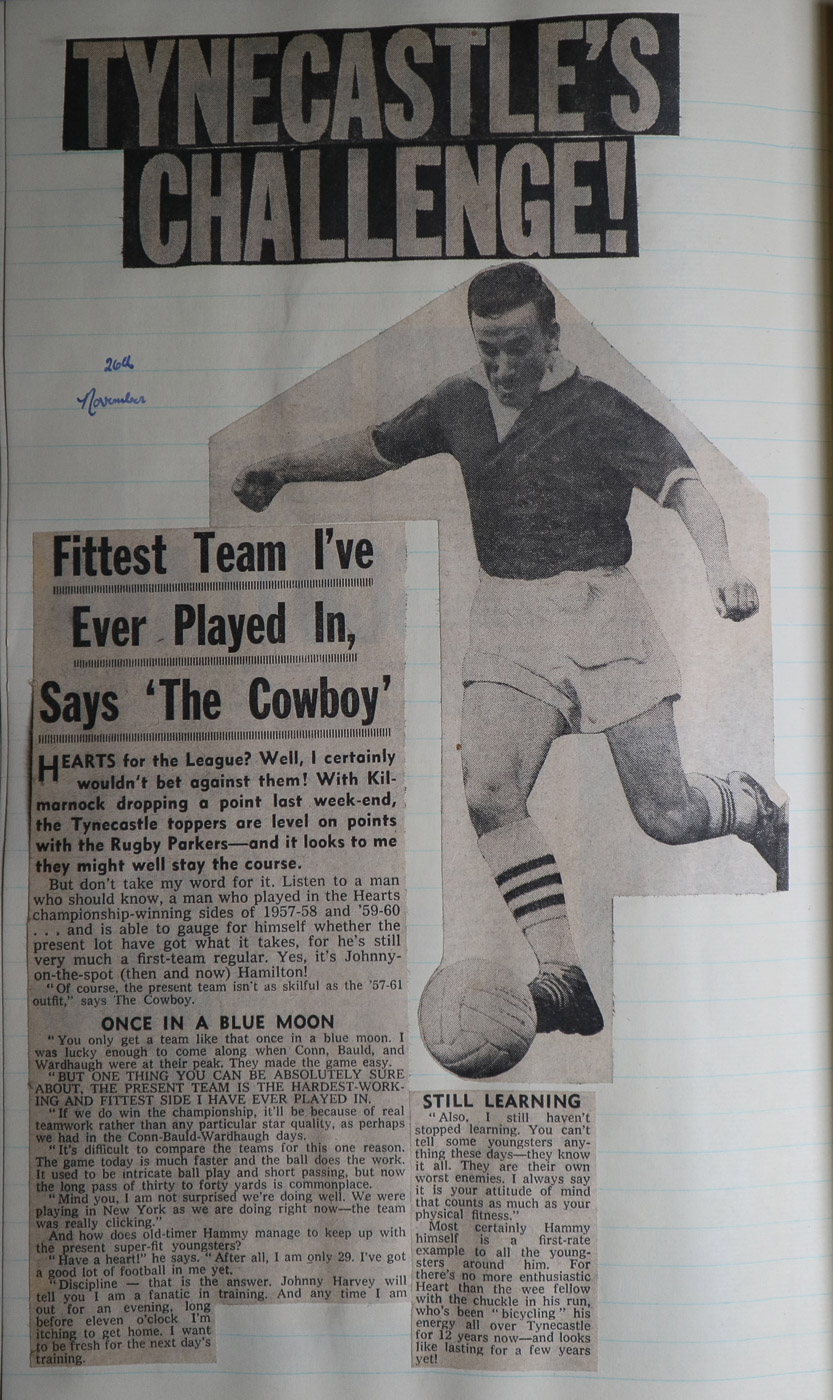 TYNECASTLE'S
CHALLENGE!
26th
November
Fittest Team I've
Ever Played In,
Says 'The Cowboy'
HEARTS for the League? Well, I certainly
wouldn't bet against them! With Kil-
marnock dropping a point last week-end,
the Tynecastle toppers are level on points
with the Rugby Parkers—and it looks to me
they might well stay the course.
But don't take my word for it. Listen to a man
who should know, a man who played in the Hearts
championship-winning sides of 1957-58 and '59-60
. . . and is able to gauge for himself whether the
present lot have got what it takes, for he's still
very much a first-team regular. Yes, it's Johnny-
on-the-spot (then and now) Hamilton!
"Of course, the present team isn't as skilful as the '57-61
outfit," says The Cowboy.
ONCE IN A BLUE MOON
"You only get a team like that once in a blue moon. I
was lucky enough to come along when Conn, Bauld, and
Wardhaugh were at their peak. They made the game easy.
"BUT ONE THING YOU CAN BE ABSOLUTELY SURE
ABOUT, THE PRESENT TEAM IS THE HARDEST-WORK-
ING AND FITTEST SIDE I HAVE EVER PLAYED IN.
"If we do win the championship, it'll be because of real
teamwork rather than any particular star quality, as perhaps
we had in the Conn-Bauld-Wardhaugh days.
"It's difficult to compare the teams for this one reason.
The game today is much faster and the ball does the work.
It used to be intricate ball play and short passing, but now
the long pass of thirty to forty yards is commonplace.
"Mind you, I am not surprised we're doing well. We were
playing in New York as we are doing right now—the team
was really clicking."
And how does old-timer Hammy manage to keep up with
the present super-fit youngsters?
"Have a heart!" he says. "After all, I am only 29. I've got
a good lot of football in me yet.
"Discipline — that is the answer. Johnny Harvey will
tell you I am a fanatic in training. And any time I am
out for an evening, long
before eleven o'clock I'm
itching to get home. I want
to be fresh for the next day's
training.
STILL LEARNING
"Also, I still haven't
stopped learning. You can't
tell some youngsters any-
thing these days—they know
it all. They are their own
worst enemies. I always say
it is your attitude of mind
that counts as much as your
physical fitness."
Most certainly Hammy
himself is a first-rate
example to all the young-
sters around him. For
there's no more enthusiastic
Heart than the wee fellow
with the chuckle in his run,
who's been "bicycling" his
energy all over Tynecastle
for 12 years now—and looks
like lasting for a few years
yet!